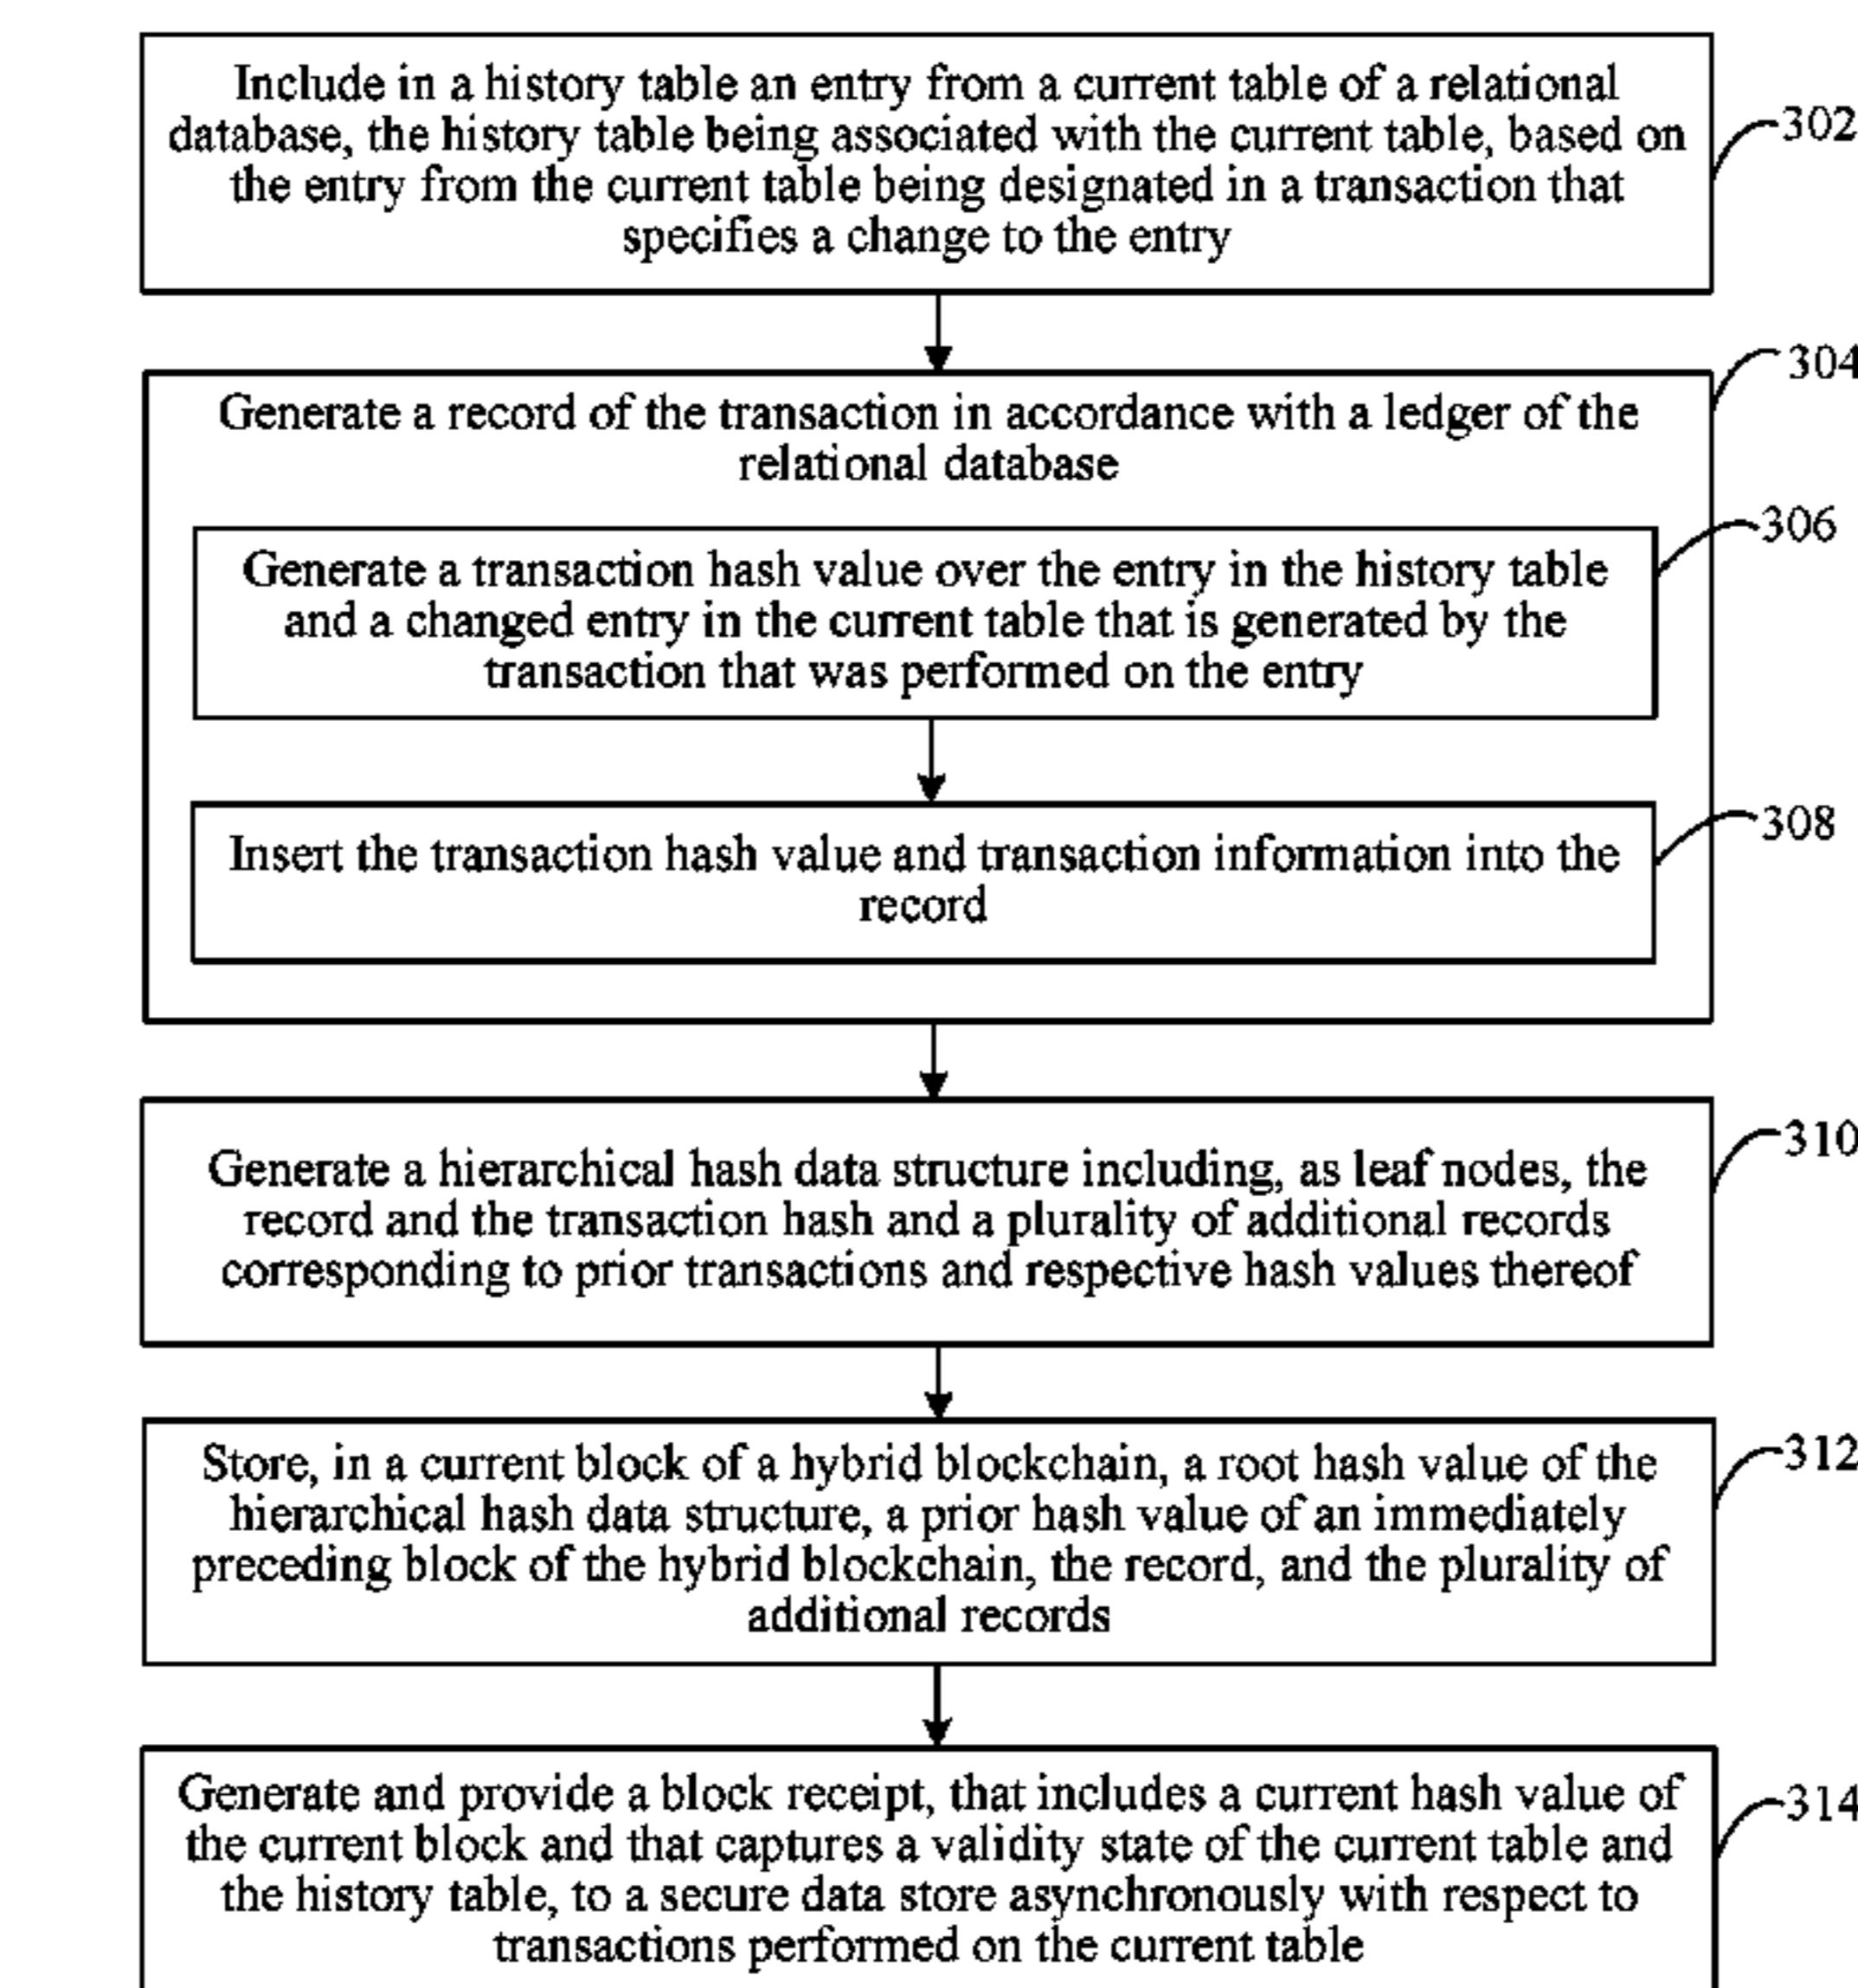 Include in a history table an entry from a current table of a relational
database, the history table being associated with the current table, based on
the entry from the current table being designated in a transaction that
specifies a change to the entry
302
304
Generate a record of the transaction in accordance with a ledger of the
relational database
306
Generate a transaction hash value over the entry in the history table
and a changed entry in the current table that is generated by the
transaction that was performed on the entry
308
Insert the transaction hash value and transaction information into the
record
310
Generate a hierarchical hash data structure including, as leaf nodes, the
record and the transaction hash and a plurality of additional records
corresponding to prior transactions and respective hash values thereof
312
Store, in a current block of a hybrid blockchain, a root hash value of the
hierarchical hash data structure, a prior hash value of an immediately
preceding block of the hybrid blockchain, the record, and the plurality of
additional records
314
Generate and provide a block receipt, that includes a current hash value of
the current block and that captures a validity state of the current table and
the history table, to a secure data store asynchronously with respect to
transactions performed on the current table